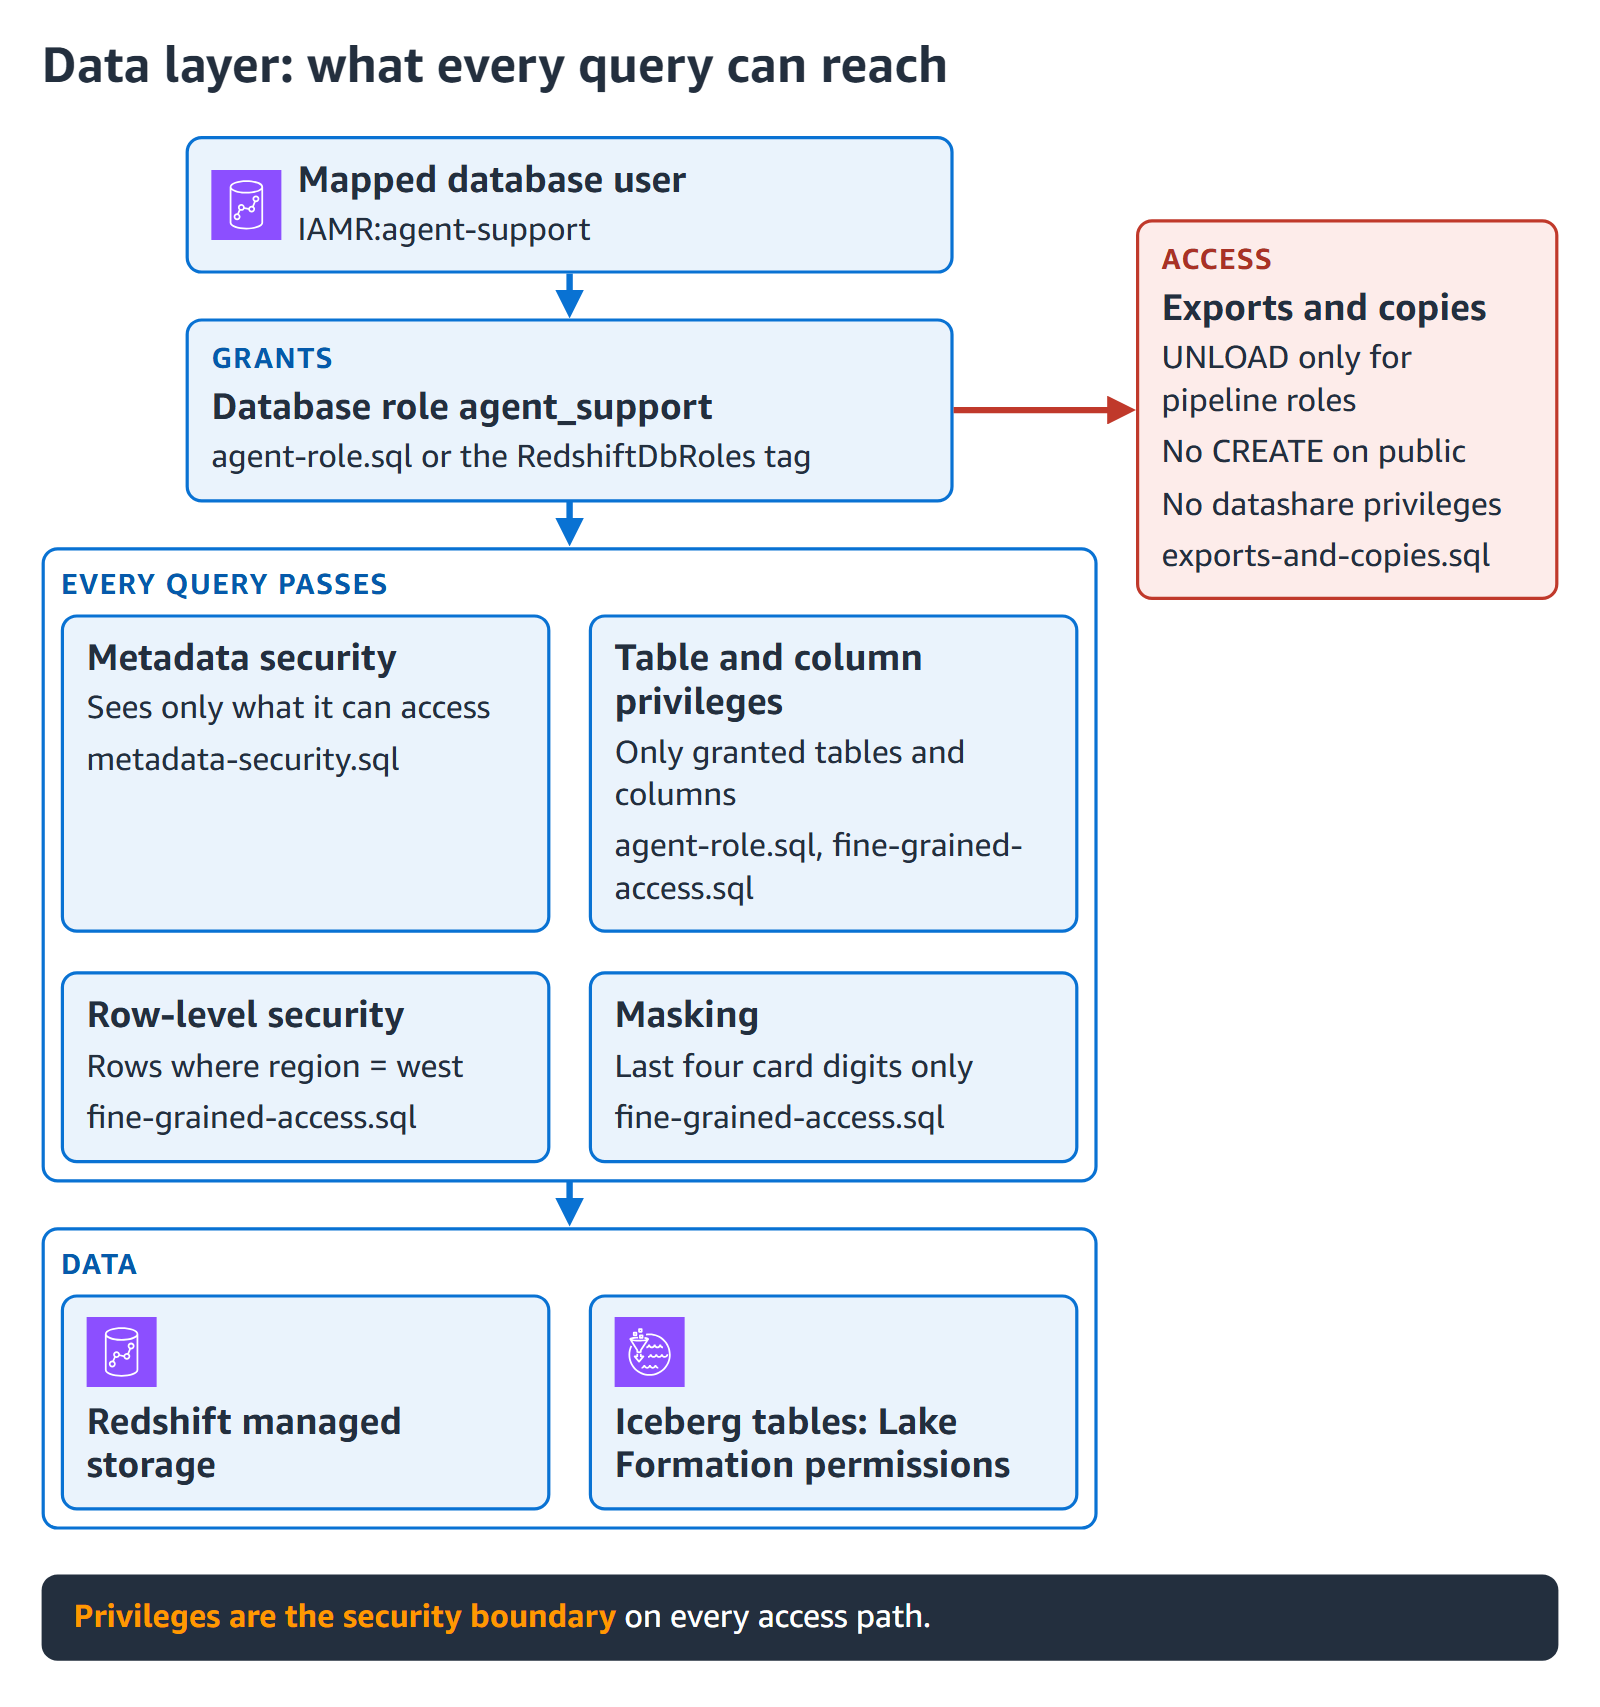 Data layer: what every query can reach
Mapped database user
IAMR:agent-support
GRANTS
Database role agent_support
agent-role.sql or the RedshiftDbRoles tag
ACCESS
Exports and copies
UNLOAD only for
pipeline roles
No CREATE on public
No datashare privileges
exports-and-copies.sql
EVERY QUERY PASSES
Metadata security
Sees only what it can access
metadata-security.sql
Table and column
privileges
Only granted tables and
columns
agent-role.sql, fine-grained-
access.sql
Row-level security
Rows where region = west
fine-grained-access.sql
Masking
Last four card digits only
fine-grained-access.sql
DATA
Redshift managed
storage
Iceberg tables: Lake
Formation permissions
Privileges are the security boundary on every access path.